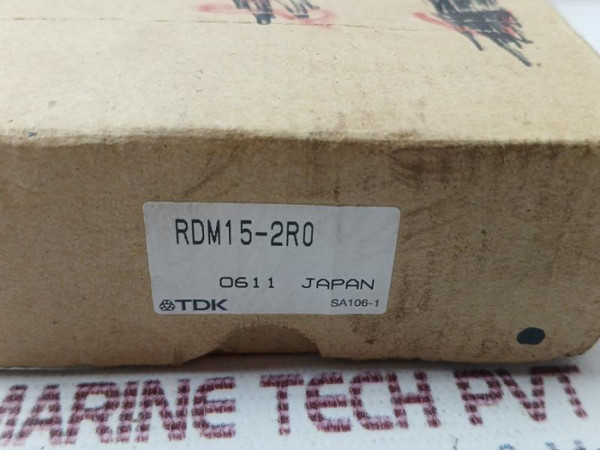 RDM15-2R0
0611 JAPAN
TDK SA106-1
MARINE TECH PVT